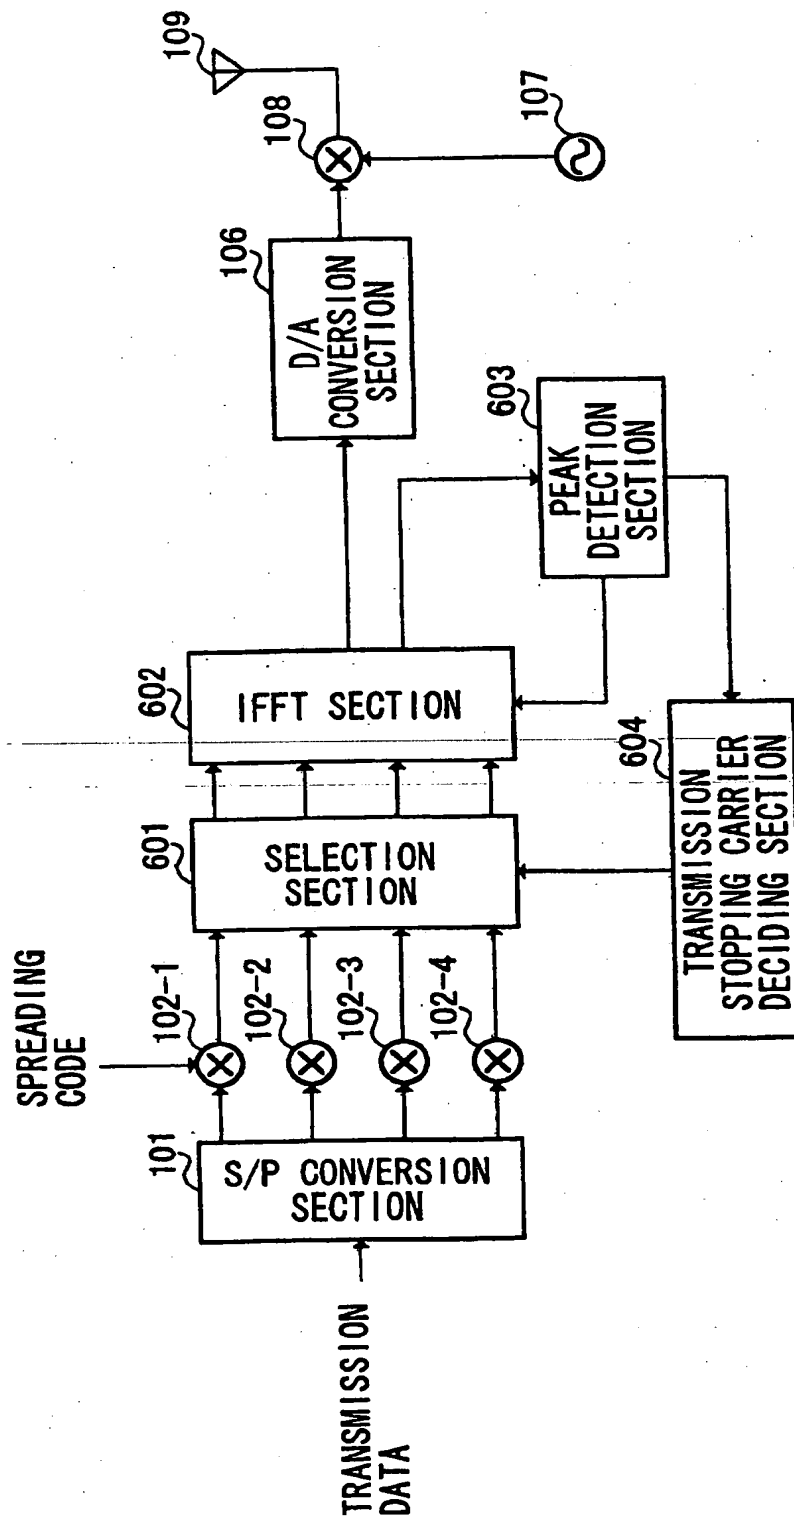 TRANSMISSION
DATA
101
S/P CONVERSION
SECTION
SPREADING
CODE
102-1
102-2
102-3
102-4
601
SELECTION
SECTION
602
IFFT SECTION
106
D/A
CONVERSION
SECTION
108
109
107
603
PEAK
DETECTION
SECTION
604
TRANSMISSION
STOPPING CARRIER
DECIDING SECTION